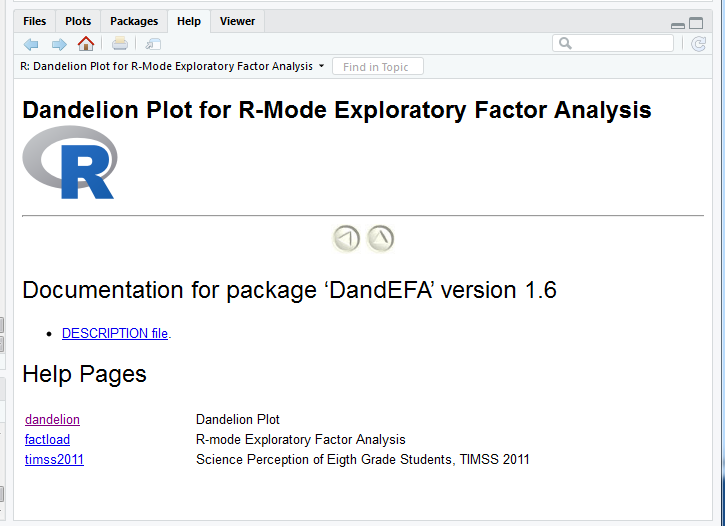 Files Plots Packages Help Viewer
R: Dandelion Plot for R-Mode Exploratory Factor Analysis Find in Topic
Dandelion Plot for R-Mode Exploratory Factor Analysis
R
Documentation for package ‘DandEFA’ version 1.6
• DESCRIPTION file.
Help Pages
dandelion Dandelion Plot
factload R-mode Exploratory Factor Analysis
timss2011 Science Perception of Eigth Grade Students, TIMSS 2011